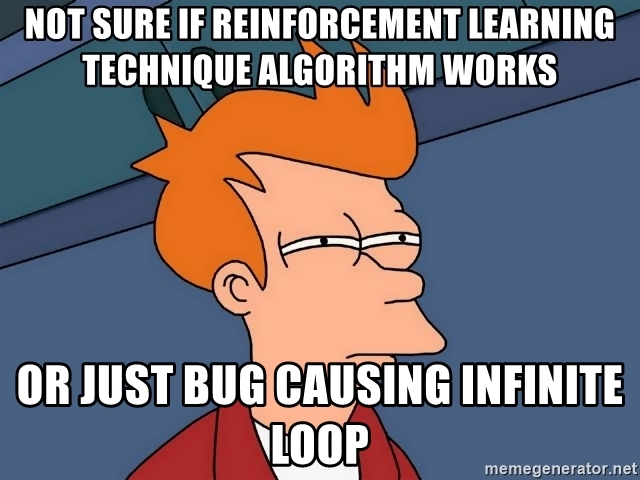 NOT SURE IF REINFORCEMENT LEARNING
TECHNIQUE ALGORITHM WORKS
OR JUST BUG CAUSING INFINITE
LOOP
memegenerator.net